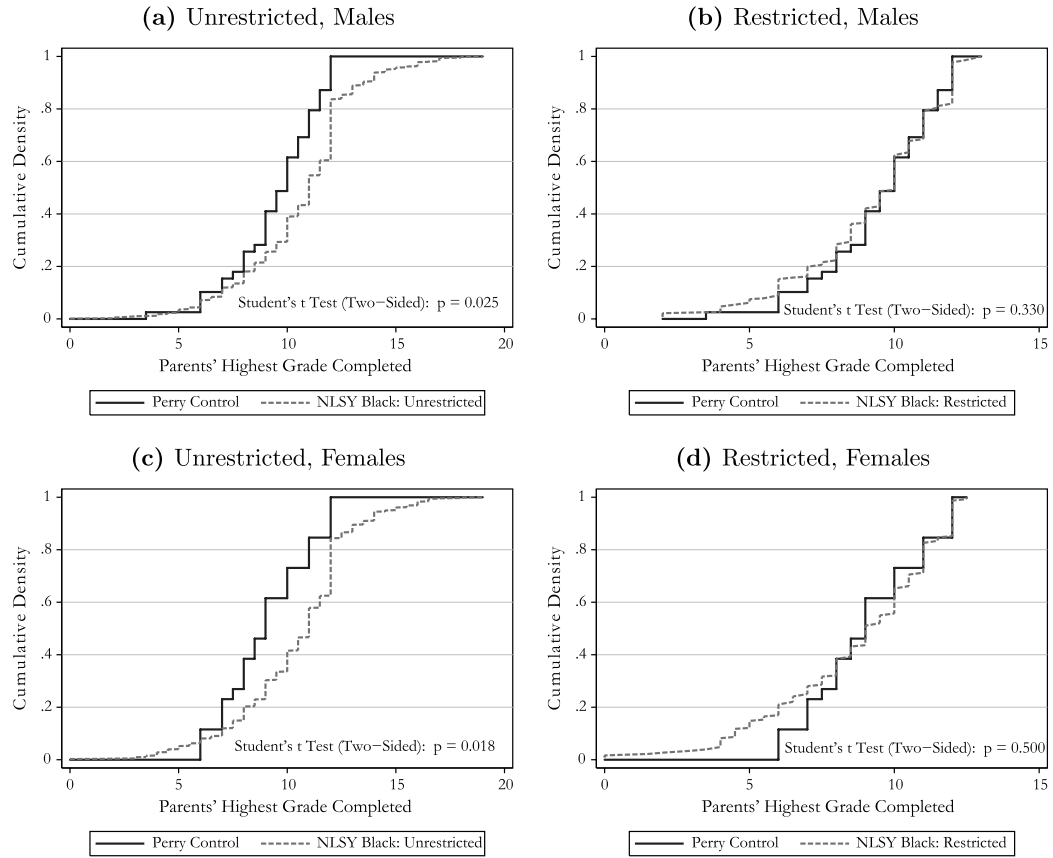 (a) Unrestricted, Males
Cumulative Density
1
.8
.6
.4
.2
0
Student's t Test (Two−Sided): p = 0.025
0 5 10 15 20
Parents' Highest Grade Completed
Perry Control NLSY Black: Unrestricted
(b) Restricted, Males
Cumulative Density
1
.8
.6
.4
.2
0
Student's t Test (Two−Sided): p = 0.330
0 5 10 15
Parents' Highest Grade Completed
Perry Control NLSY Black: Restricted
(c) Unrestricted, Females
Cumulative Density
1
.8
.6
.4
.2
0
Student's t Test (Two−Sided): p = 0.018
0 5 10 15 20
Parents' Highest Grade Completed
Perry Control NLSY Black: Unrestricted
(d) Restricted, Females
Cumulative Density
1
.8
.6
.4
.2
0
Student's t Test (Two−Sided): p = 0.500
0 5 10 15
Parents' Highest Grade Completed
Perry Control NLSY Black: Restricted